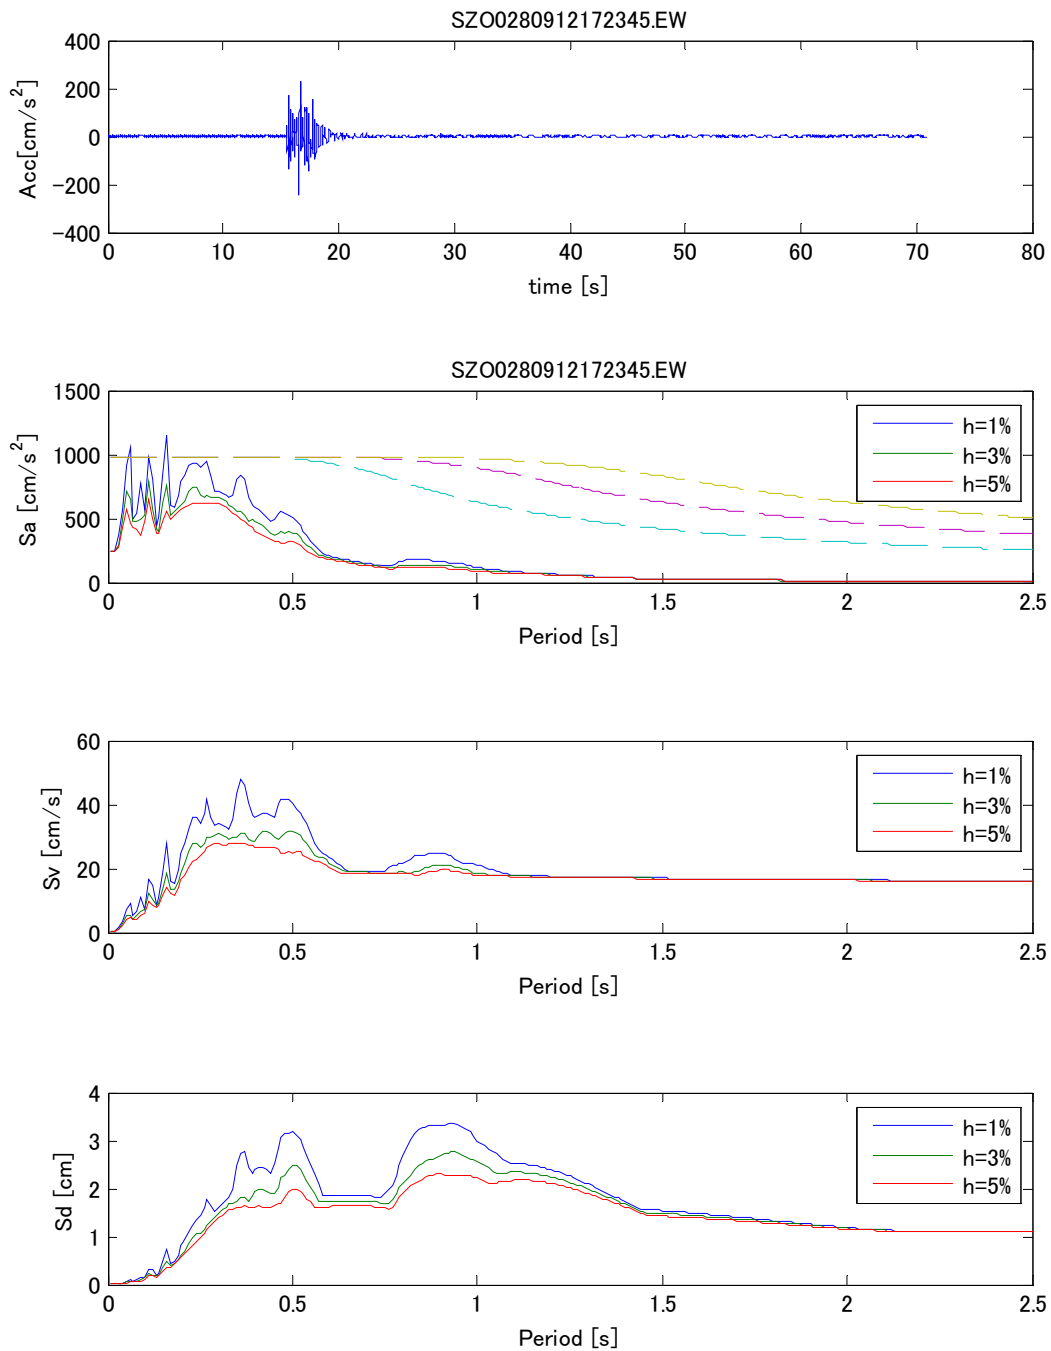 SZO0280912172345.EW
400
200
0
-200
-400
Acc[cm/s²]
0 10 20 30 40 50 60 70 80
time [s]
SZO0280912172345.EW
1500
1000
500
0
Sa [cm/s²]
h=1%
h=3%
h=5%
0 0.5 1 1.5 2 2.5
Period [s]
60
40
20
0
Sv [cm/s]
h=1%
h=3%
h=5%
0 0.5 1 1.5 2 2.5
Period [s]
4
3
2
1
0
Sd [cm]
h=1%
h=3%
h=5%
0 0.5 1 1.5 2 2.5
Period [s]